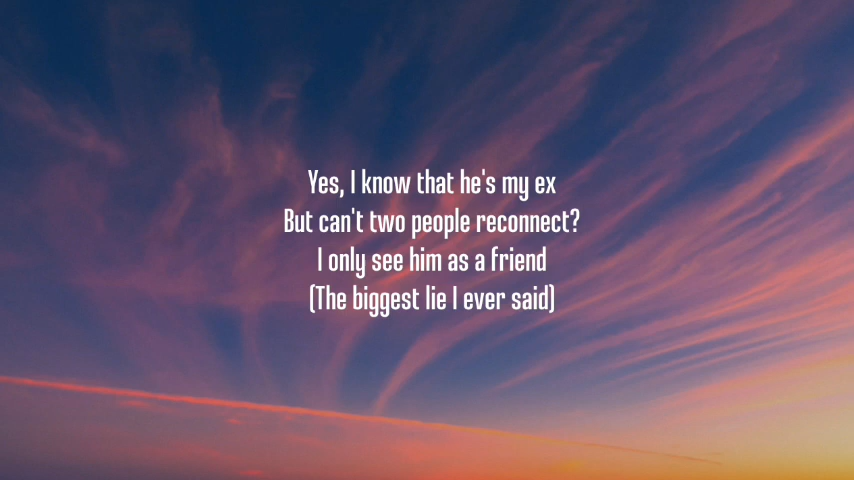 Yes, I know that he's my ex
But can't two people reconnect?
I only see him as a friend
(The biggest lie I ever said)